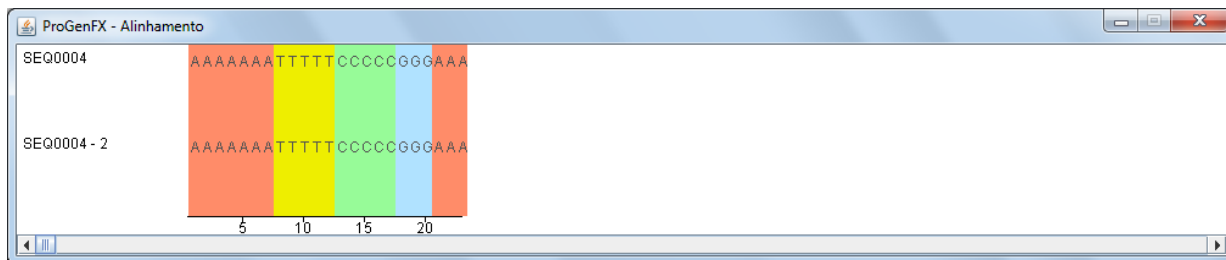 ProGenFX - Alinhamento
SEQ0004 AAAAAAATTTTTCCCCCGGGAAA
SEQ0004 - 2 AAAAAAATTTTTCCCCCGGGAAA
5 10 15 20